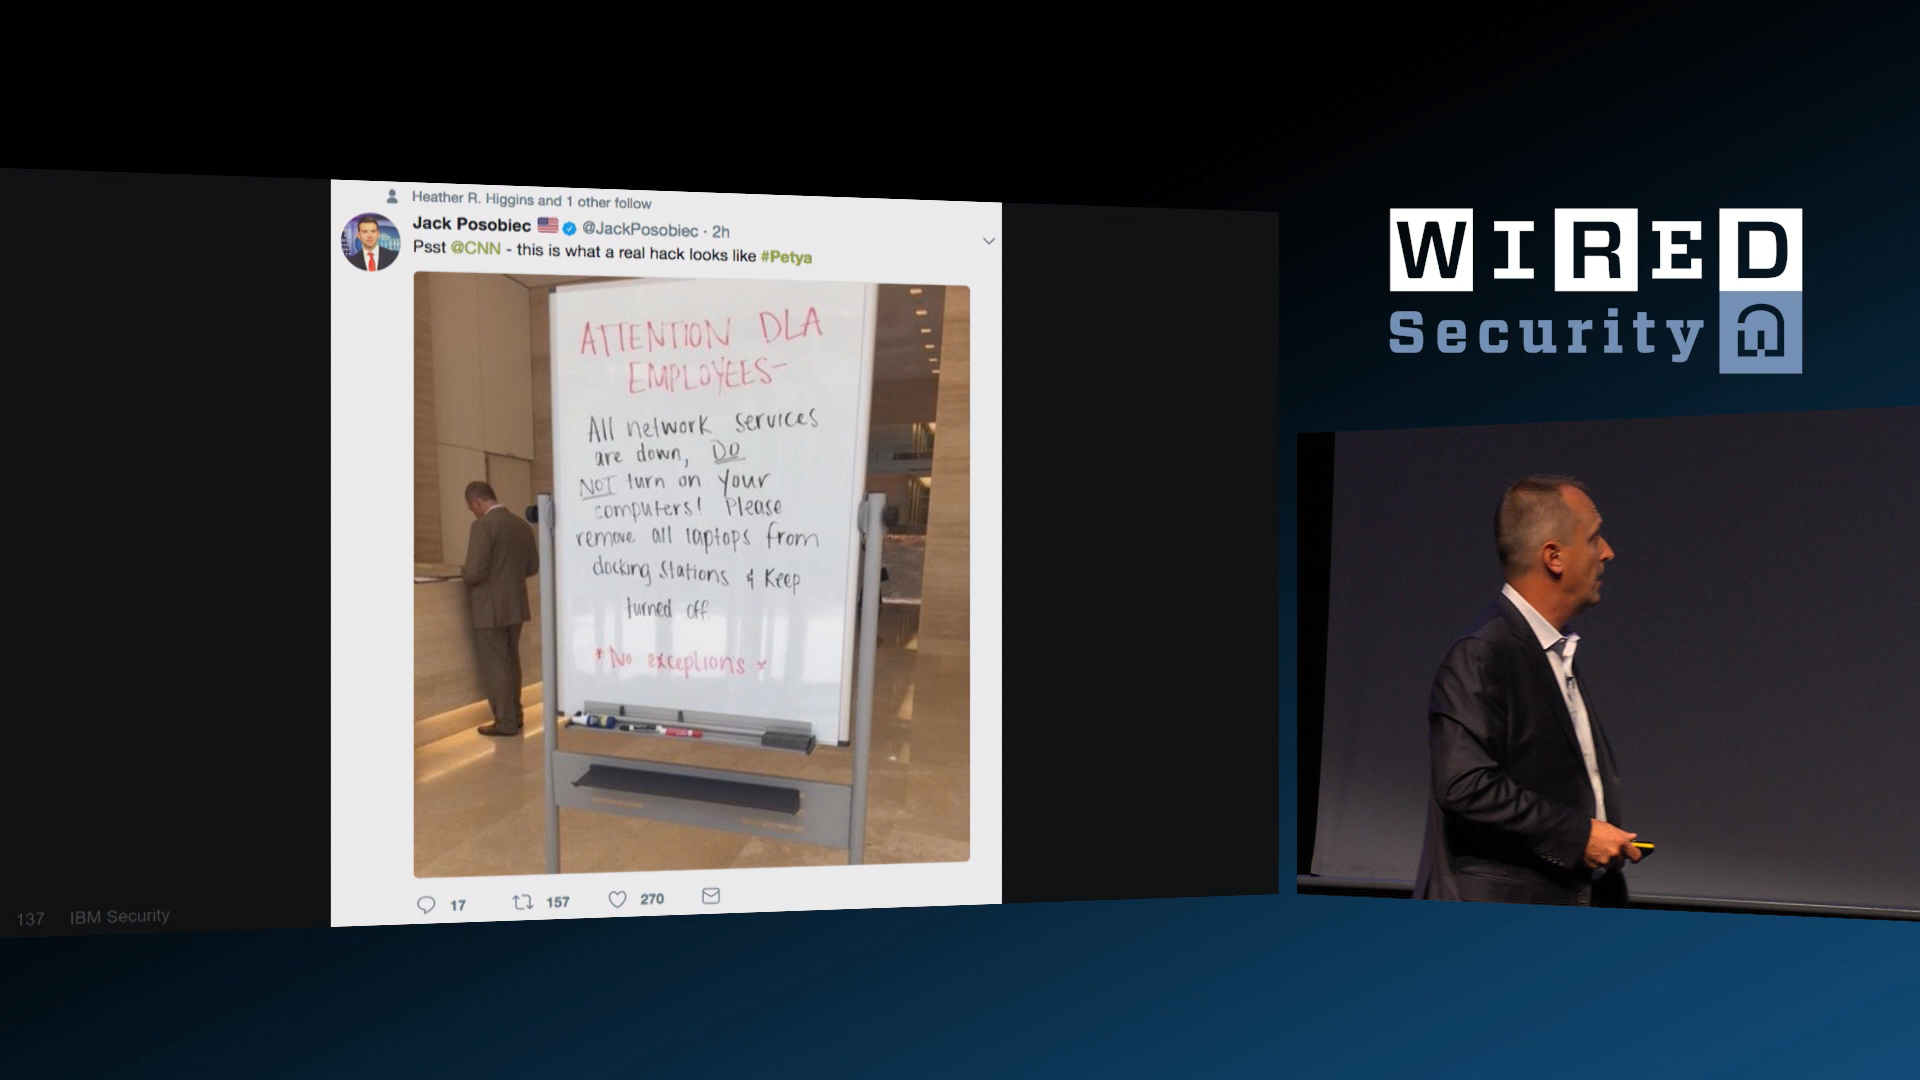 Heather R. Higgins and 1 other follow
Jack Posobiec @JackPosobiec · 2h
Psst @CNN - this is what a real hack looks like #Petya
ATTENTION DLA
EMPLOYEES-
All network services
are down, DO
NOT turn on your
computers! Please
remove all laptops from
docking stations & Keep
turned off.
*No exceptions*
17 157 270
137 IBM Security
WIRED
Security